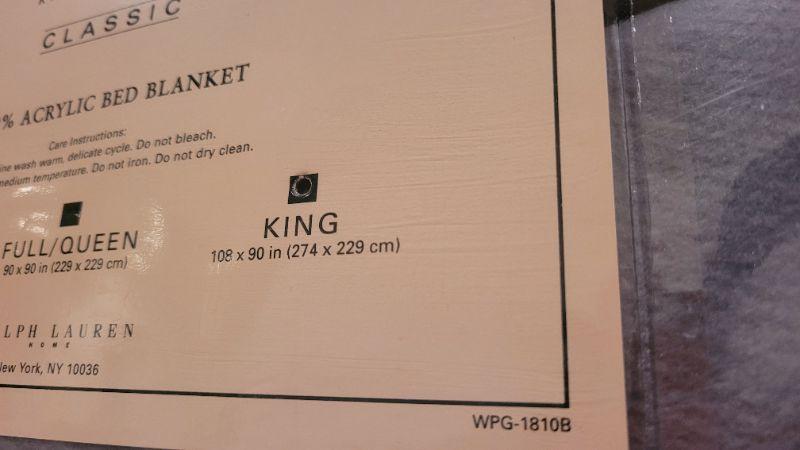 CLASSIC
% ACRYLIC BED BLANKET
Care Instructions:
wash warm, delicate cycle. Do not bleach.
medium temperature. Do not iron. Do not dry clean.
FULL/QUEEN
90 x 90 in (229 x 229 cm)
KING
108 x 90 in (274 x 229 cm)
LPH LAUREN
HOME
New York, NY 10036
WPG-1810B